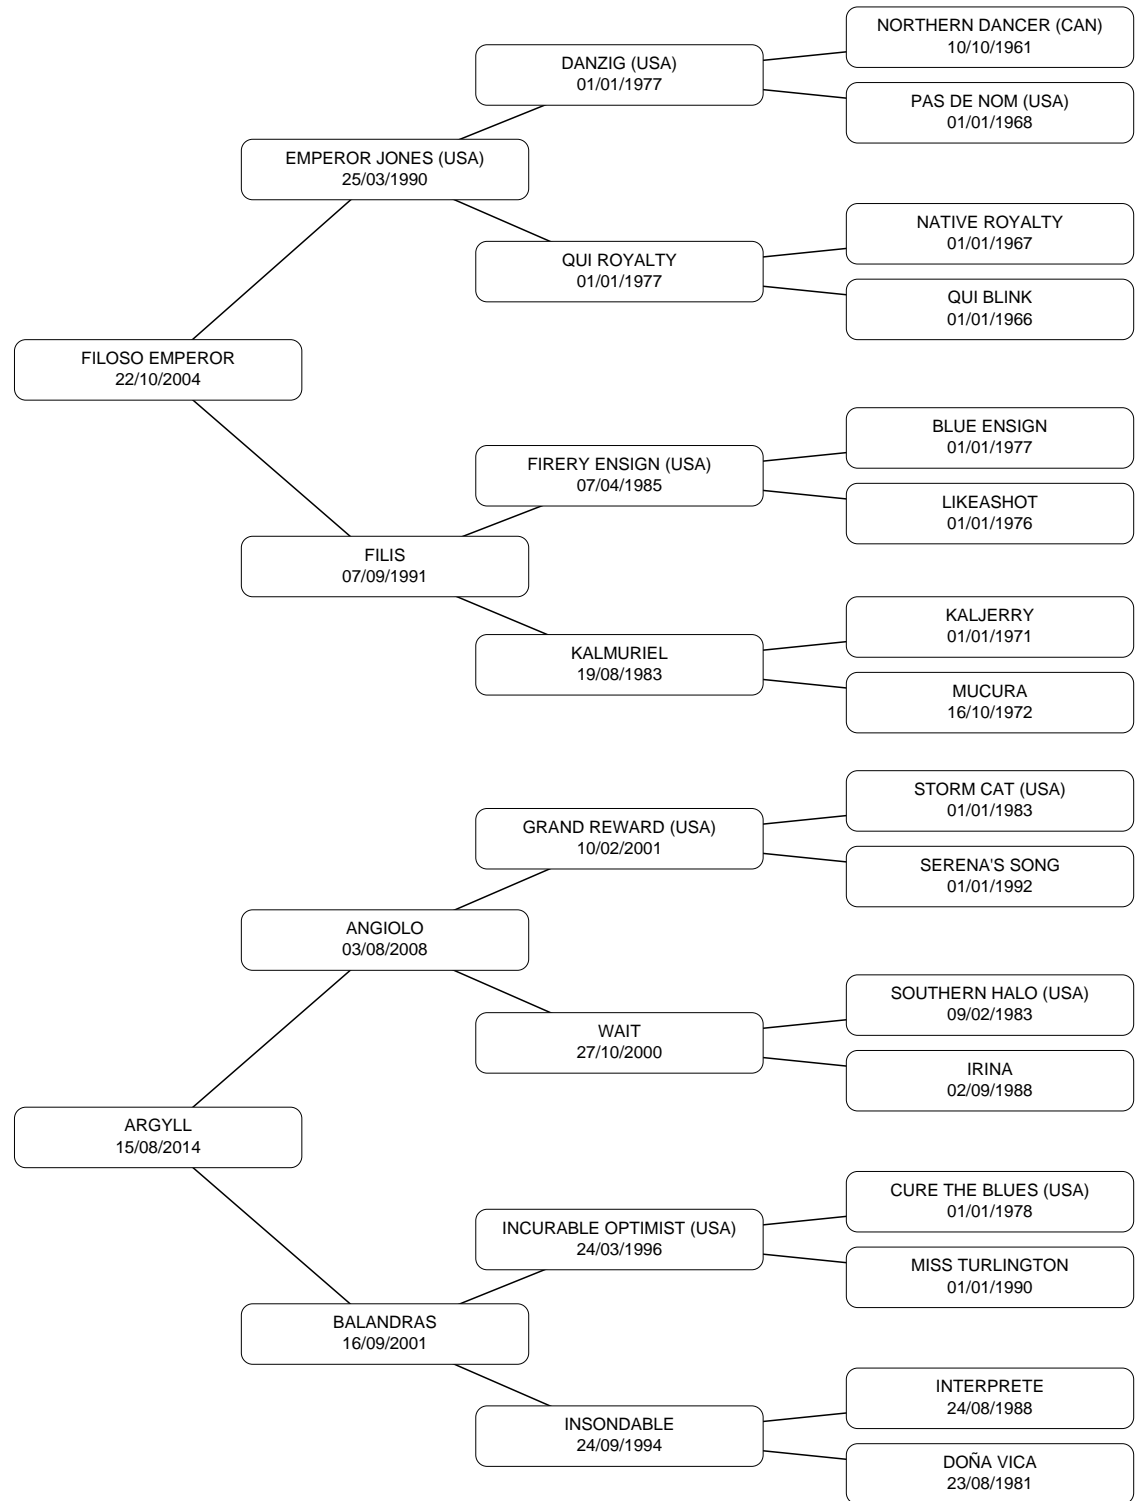 NORTHERN DANCER (CAN)
10/10/1961
DANZIG (USA)
01/01/1977
PAS DE NOM (USA)
01/01/1968
EMPEROR JONES (USA)
25/03/1990
NATIVE ROYALTY
01/01/1967
QUI ROYALTY
01/01/1977
QUI BLINK
01/01/1966
FILOSO EMPEROR
22/10/2004
BLUE ENSIGN
01/01/1977
FIRERY ENSIGN (USA)
07/04/1985
LIKEASHOT
01/01/1976
FILIS
07/09/1991
KALJERRY
01/01/1971
KALMURIEL
19/08/1983
MUCURA
16/10/1972
STORM CAT (USA)
01/01/1983
GRAND REWARD (USA)
10/02/2001
SERENA'S SONG
01/01/1992
ANGIOLO
03/08/2008
SOUTHERN HALO (USA)
09/02/1983
WAIT
27/10/2000
IRINA
02/09/1988
ARGYLL
15/08/2014
CURE THE BLUES (USA)
01/01/1978
INCURABLE OPTIMIST (USA)
24/03/1996
MISS TURLINGTON
01/01/1990
BALANDRAS
16/09/2001
INTERPRETE
24/08/1988
INSONDABLE
24/09/1994
DOÑA VICA
23/08/1981